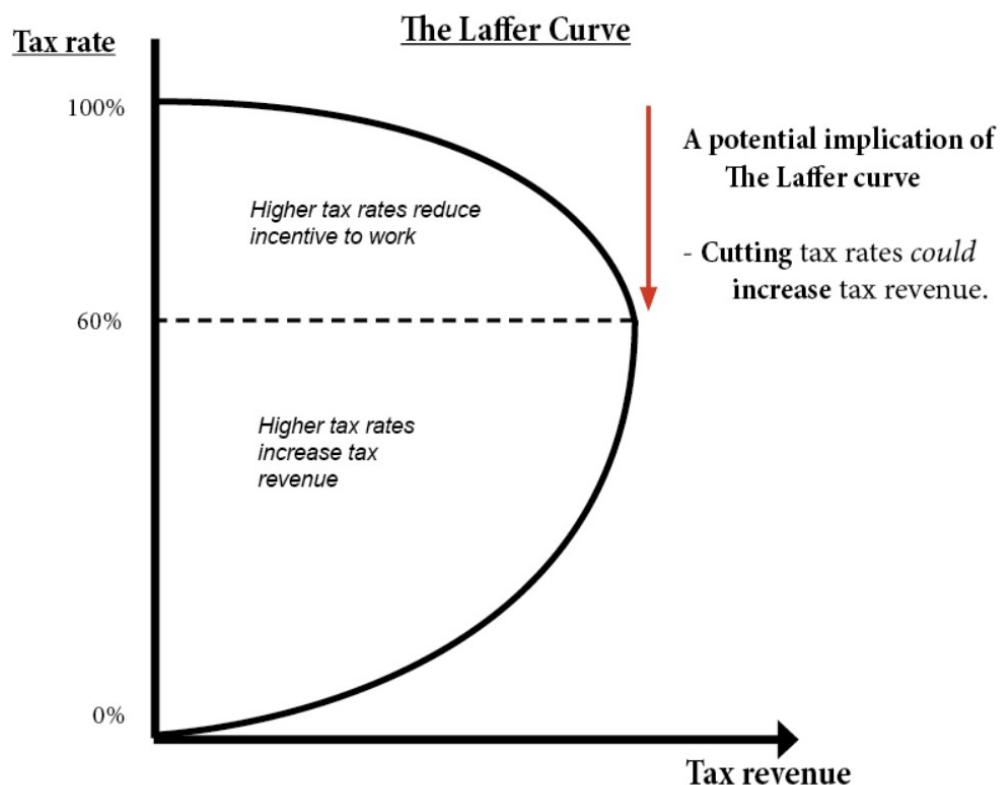 The Laffer Curve
Tax rate
100%
A potential implication of
The Laffer curve
Higher tax rates reduce
incentive to work
- Cutting tax rates could
increase tax revenue.
60%
Higher tax rates
increase tax
revenue
0%
Tax revenue